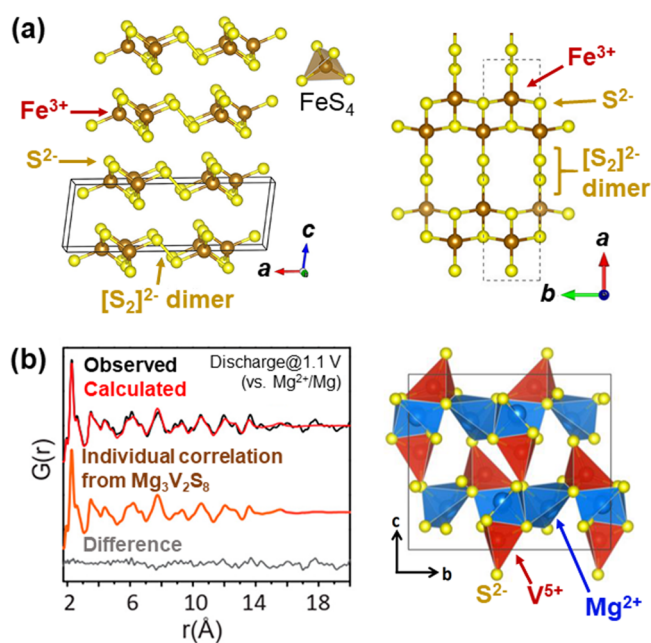 (a)
Fe³⁺
S²⁻
FeS₄
c
a
[S₂]²⁻ dimer
Fe³⁺
S²⁻
[S₂]²⁻
dimer
a
b
(b)
Observed
Calculated
Discharge@1.1 V
(vs. Mg²⁺/Mg)
Individual correlation
from Mg₃V₂S₈
Difference
G(r)
2 6 10 14 18
r(Å)
c
b
S²⁻
V⁵⁺
Mg²⁺